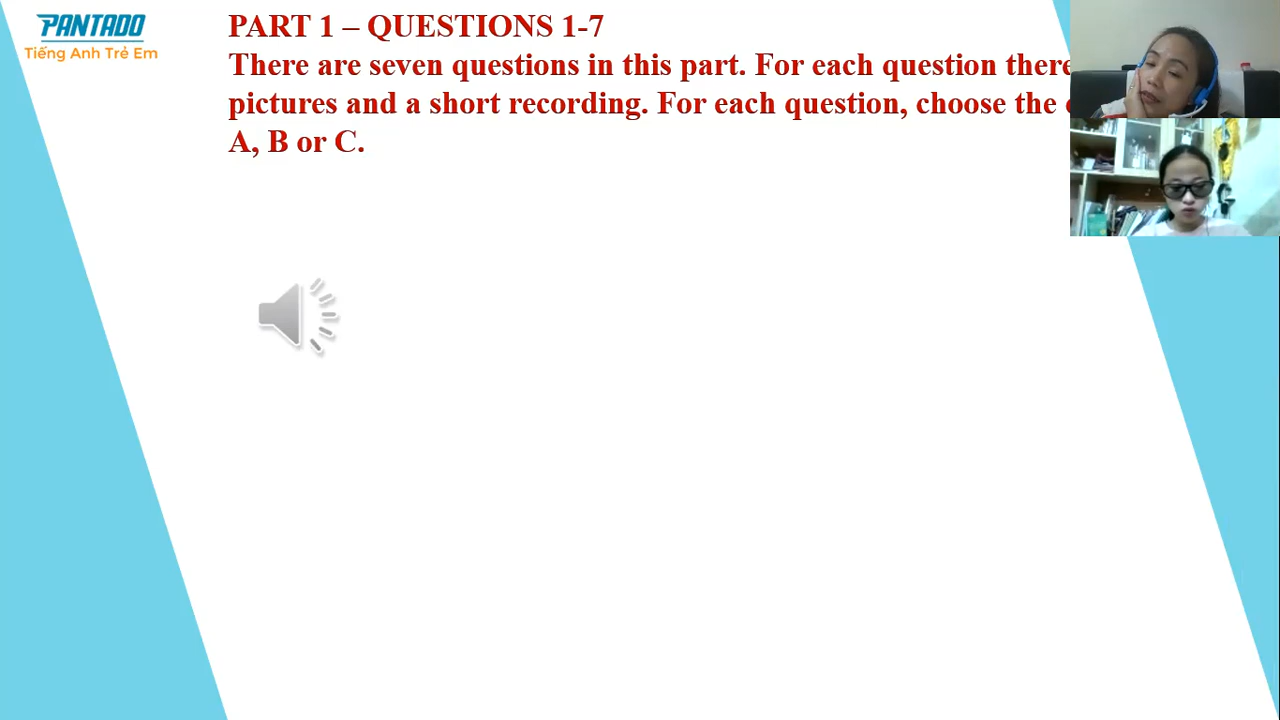 PANTADO
Tiếng Anh Trẻ Em
PART 1 – QUESTIONS 1-7
There are seven questions in this part. For each question there
pictures and a short recording. For each question, choose the
A, B or C.